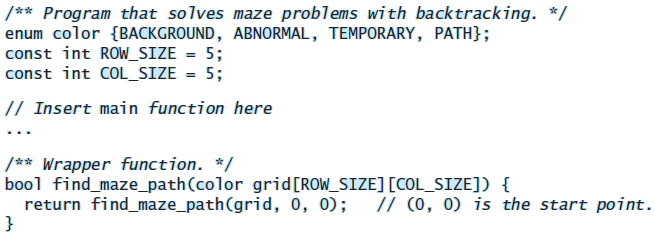 /** Program that solves maze problems with backtracking. */
enum color {BACKGROUND, ABNORMAL, TEMPORARY, PATH};
const int ROW_SIZE = 5;
const int COL_SIZE = 5;
// Insert main function here
...
/** Wrapper function. */
bool find_maze_path(color grid[ROW_SIZE][COL_SIZE]) {
  return find_maze_path(grid, 0, 0);   // (0, 0) is the start point.
}